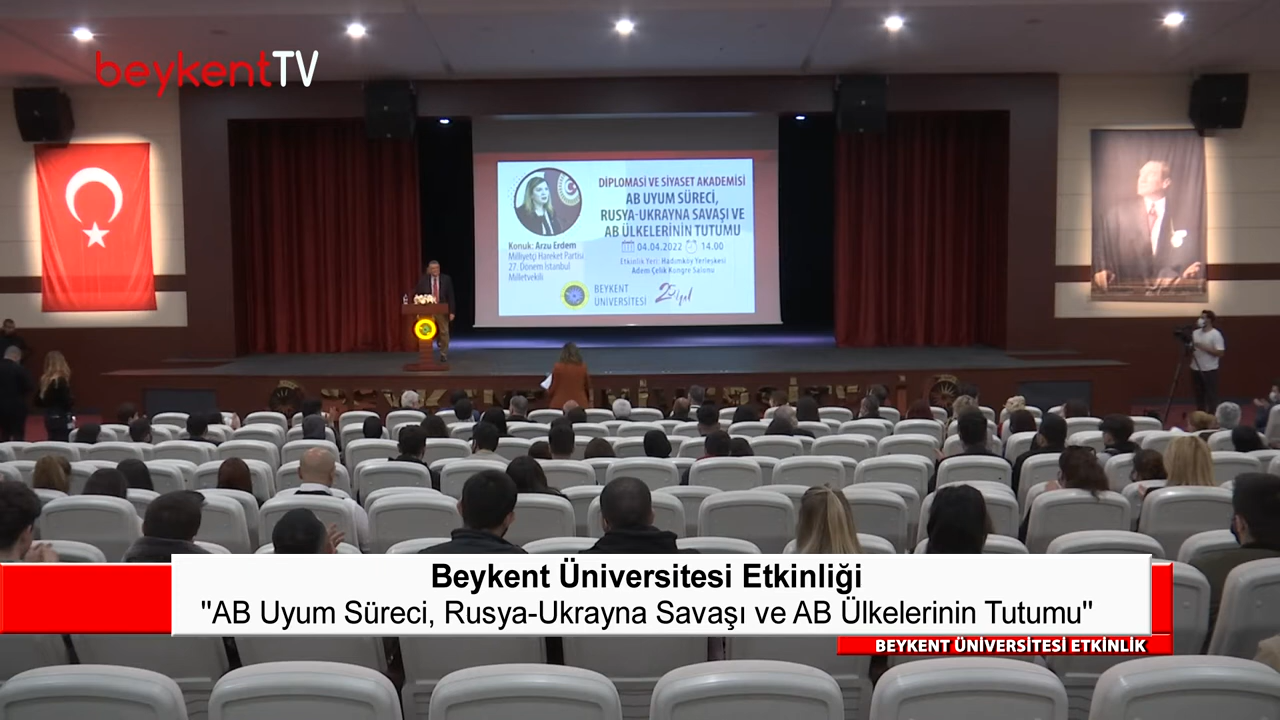 beykentTV
DİPLOMASİ VE SİYASET AKADEMİSİ
AB UYUM SÜRECİ,
RUSYA-UKRAYNA SAVAŞI VE
AB ÜLKELERİNİN TUTUMU
04.04.2022 14.00
Etkinlik Yeri: Hadımköy Yerleşkesi
Adem Çelik Kongre Salonu
Konuk: Arzu Erdem
Milliyetçi Hareket Partisi
27. Dönem İstanbul
Milletvekili
BEYKENT
ÜNİVERSİTESİ
Beykent Üniversitesi Etkinliği
"AB Uyum Süreci, Rusya-Ukrayna Savaşı ve AB Ülkelerinin Tutumu"
BEYKENT ÜNİVERSİTESİ ETKİNLİK